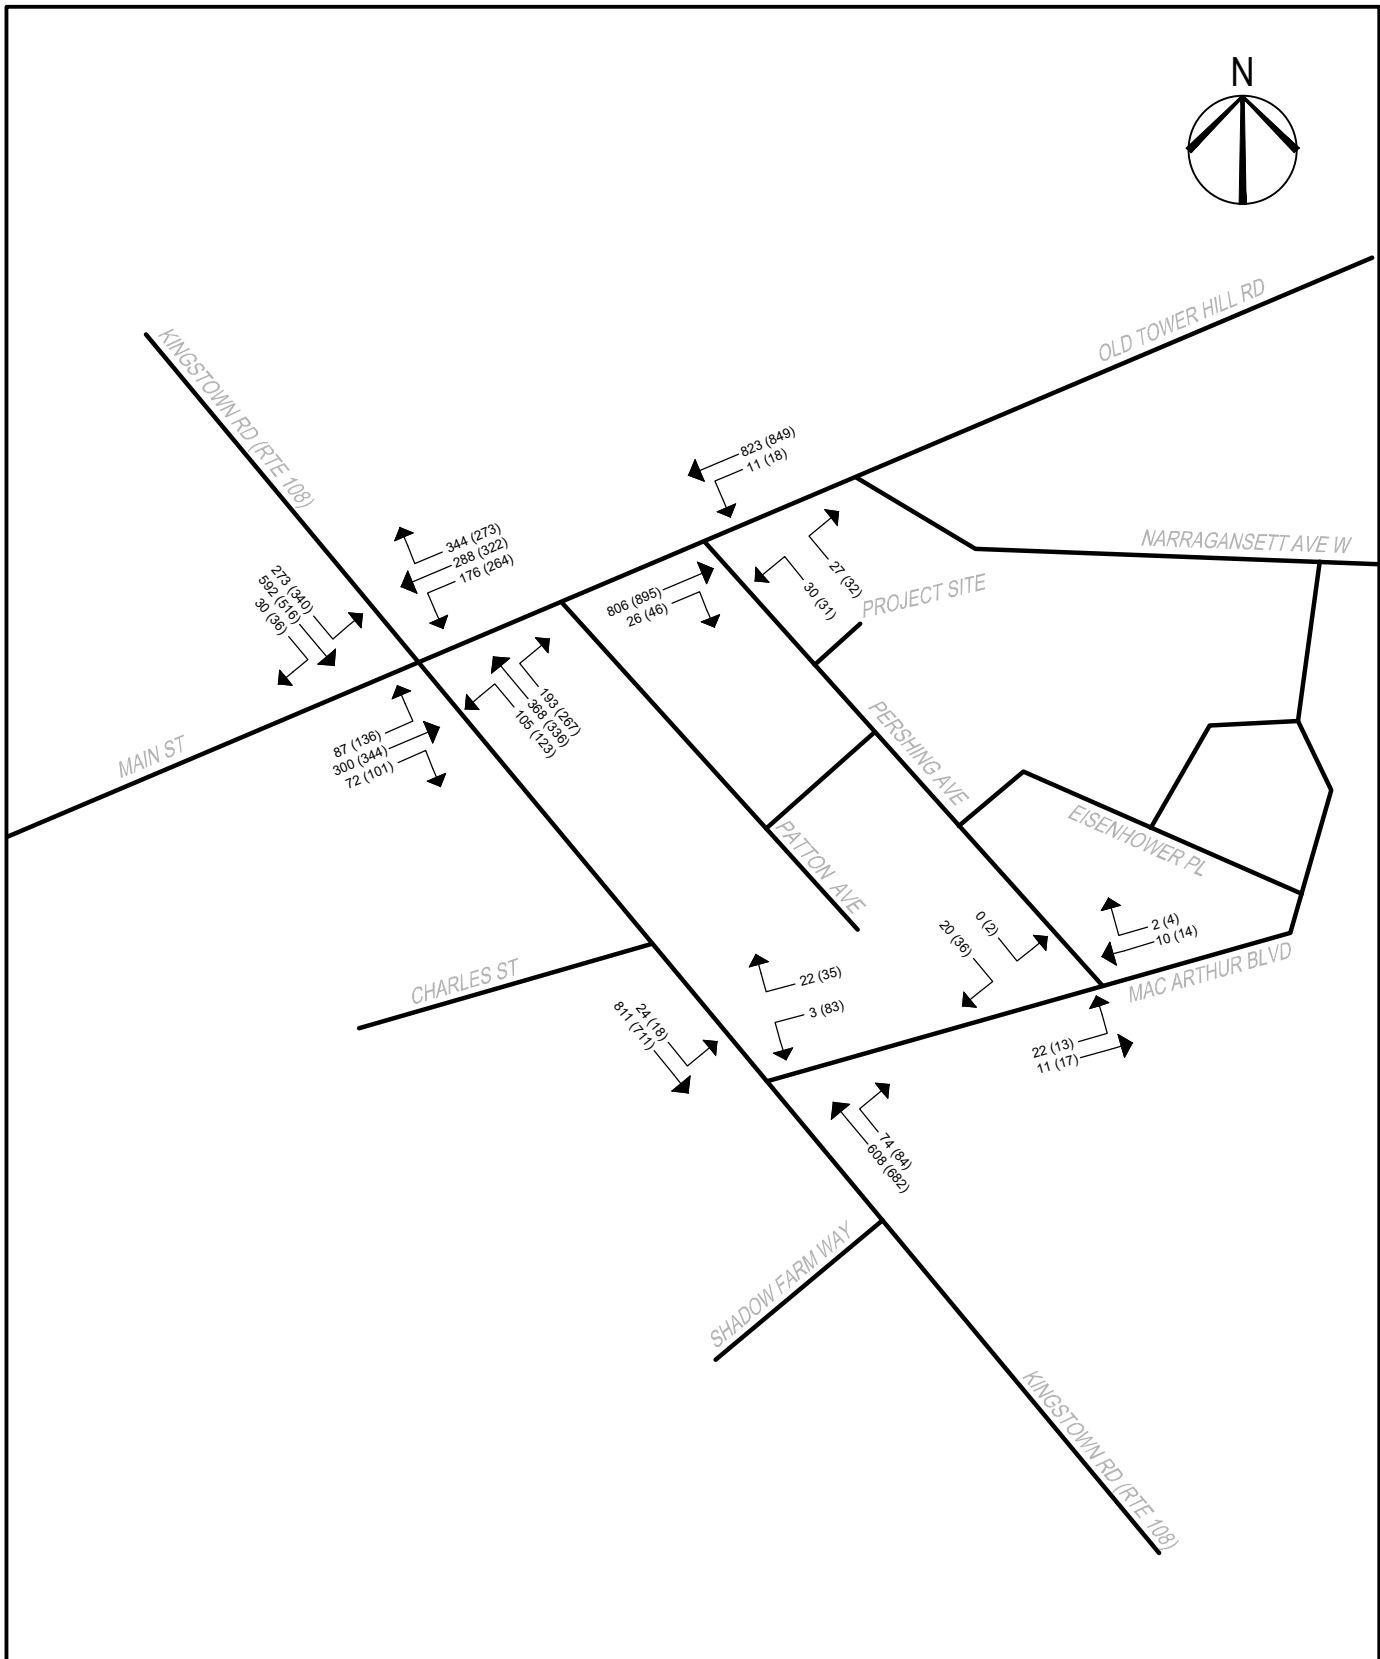 N
OLD TOWER HILL RD
KINGSTOWN RD (RTE 108)
823 (849)
11 (18)
344 (273)
288 (322)
176 (264)
NARRAGANSETT AVE W
273 (340)
592 (516)
30 (36)
806 (895)
26 (46)
27 (32)
30 (31)
PROJECT SITE
193 (267)
368 (336)
105 (123)
87 (136)
300 (344)
72 (101)
MAIN ST
PERSHING AVE
PATTON AVE
EISENHOWER PL
0 (2)
20 (36)
2 (4)
10 (14)
MAC ARTHUR BLVD
CHARLES ST
22 (35)
3 (83)
24 (18)
811 (711)
22 (13)
11 (17)
74 (84)
608 (682)
SHADOW FARM WAY
KINGSTOWN RD (RTE 108)